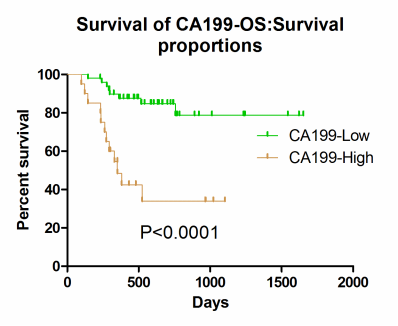 Survival of CA199-OS:Survival
proportions
Percent survival
100
80
60
40
20
0
CA199-Low
CA199-High
P<0.0001
0
500
1000
1500
2000
Days